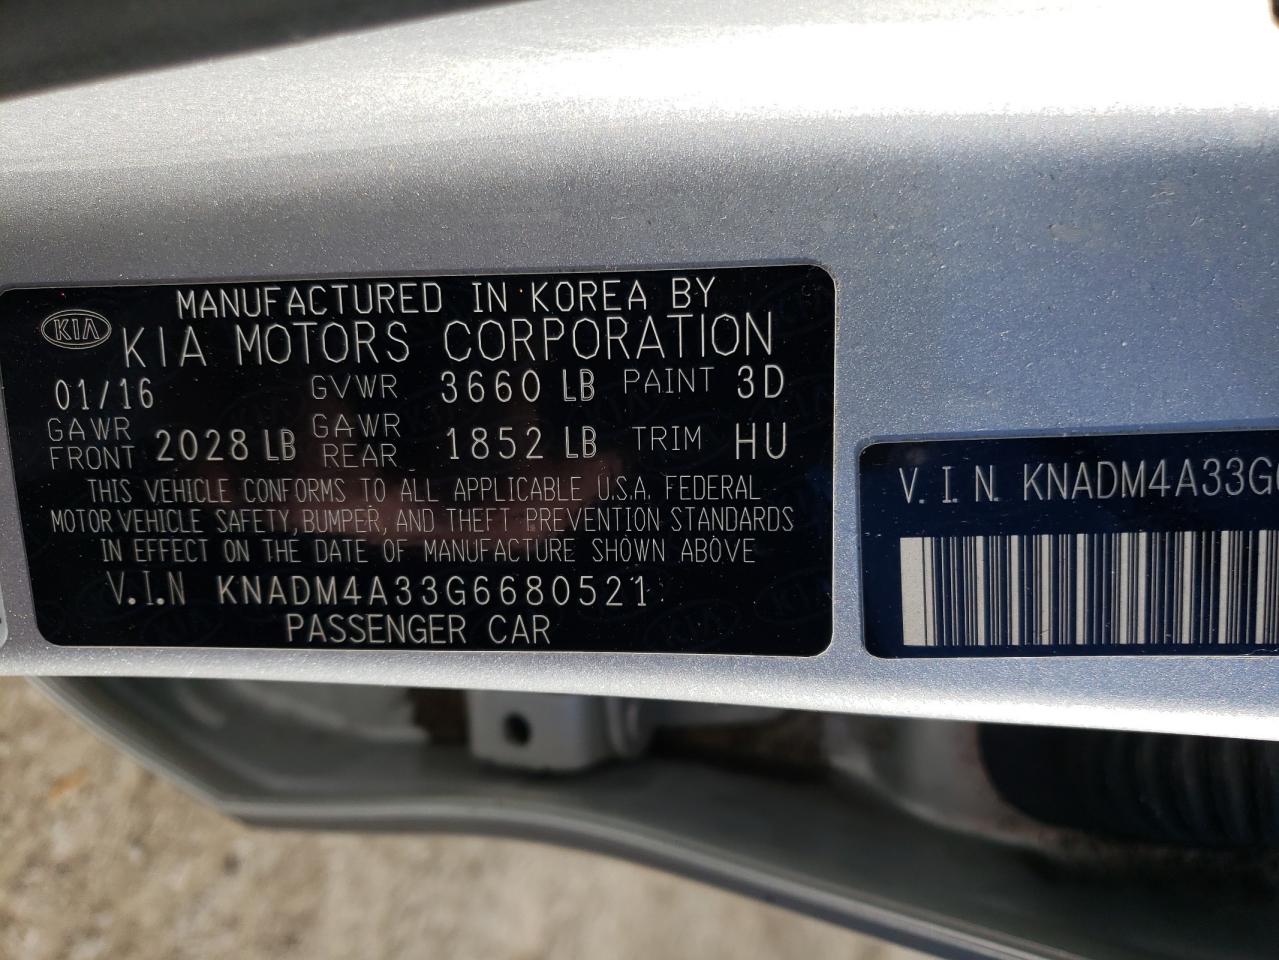 MANUFACTURED IN KOREA BY
KIA KIA MOTORS CORPORATION
01/16 GVWR 3660 LB PAINT 3D
GAWR FRONT 2028 LB GAWR REAR 1852 LB TRIM HU
THIS VEHICLE CONFORMS TO ALL APPLICABLE U.S.A. FEDERAL
MOTOR VEHICLE SAFETY, BUMPER, AND THEFT PREVENTION STANDARDS
IN EFFECT ON THE DATE OF MANUFACTURE SHOWN ABOVE
V.I.N KNADM4A33G6680521
PASSENGER CAR
V.I.N. KNADM4A33G